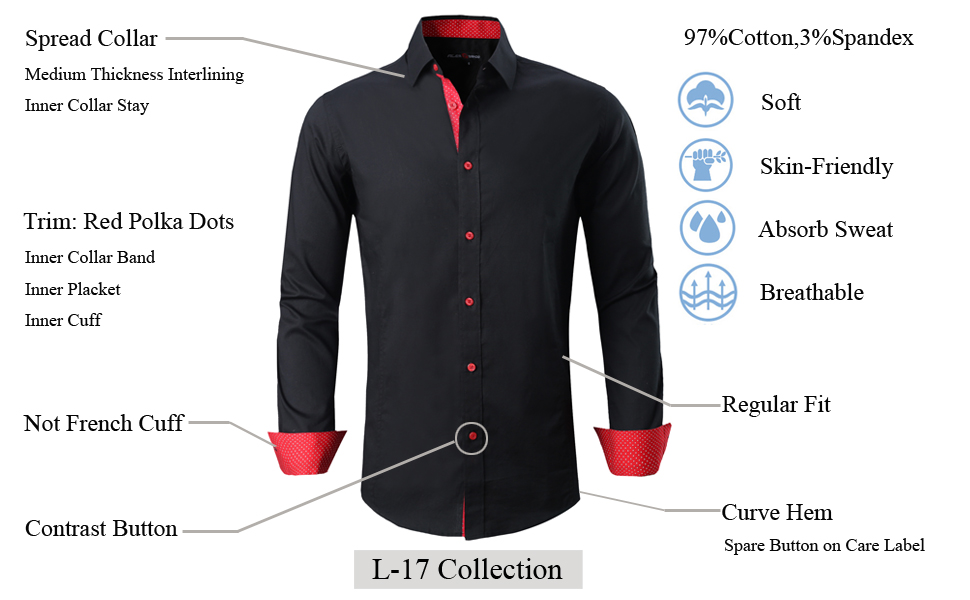 Spread Collar
Medium Thickness Interlining
Inner Collar Stay
Trim: Red Polka Dots
Inner Collar Band
Inner Placket
Inner Cuff
Not French Cuff
Contrast Button
97%Cotton,3%Spandex
Soft
Skin-Friendly
Absorb Sweat
Breathable
Regular Fit
Curve Hem
Spare Button on Care Label
L-17 Collection